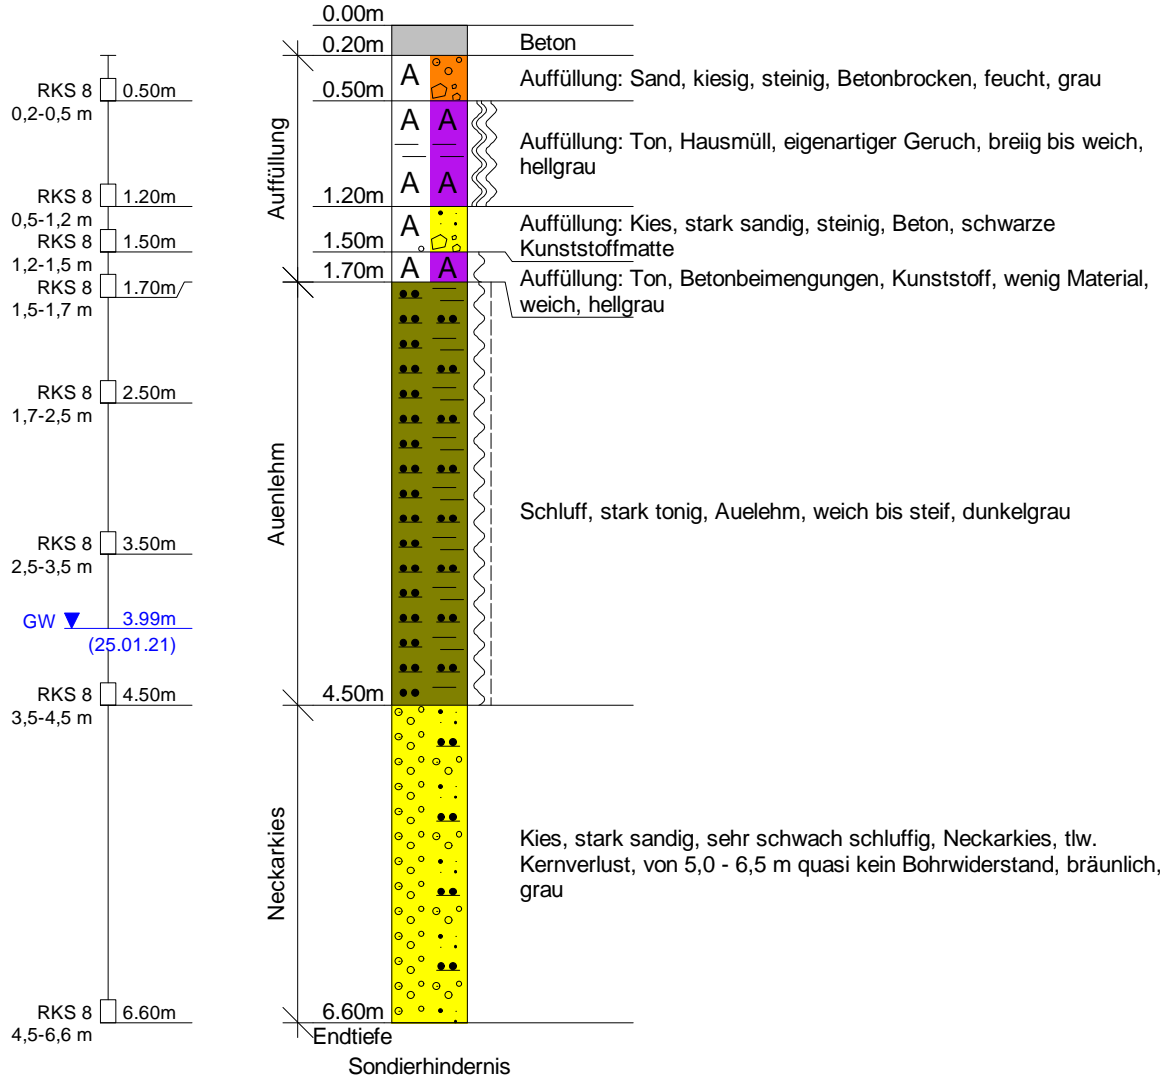 0.00m
0.20m
Beton
RKS 8 0.50m
0,2-0,5 m
0.50m
A
Auffüllung: Sand, kiesig, steinig, Betonbrocken, feucht, grau
Auffüllung
A A
A A
Auffüllung: Ton, Hausmüll, eigenartiger Geruch, breiig bis weich,
hellgrau
RKS 8 1.20m
0,5-1,2 m
1.20m
RKS 8 1.50m
1,2-1,5 m
1.50m
A
Auffüllung: Kies, stark sandig, steinig, Beton, schwarze
Kunststoffmatte
RKS 8 1.70m
1,5-1,7 m
1.70m
A A
Auffüllung: Ton, Betonbeimengungen, Kunststoff, wenig Material,
weich, hellgrau
RKS 8 2.50m
1,7-2,5 m
Auenlehm
Schluff, stark tonig, Auelehm, weich bis steif, dunkelgrau
RKS 8 3.50m
2,5-3,5 m
GW 3.99m
(25.01.21)
RKS 8 4.50m
3,5-4,5 m
4.50m
Neckarkies
Kies, stark sandig, sehr schwach schluffig, Neckarkies, tlw.
Kernverlust, von 5,0 - 6,5 m quasi kein Bohrwiderstand, bräunlich,
grau
RKS 8 6.60m
4,5-6,6 m
6.60m
Endtiefe
Sondierhindernis